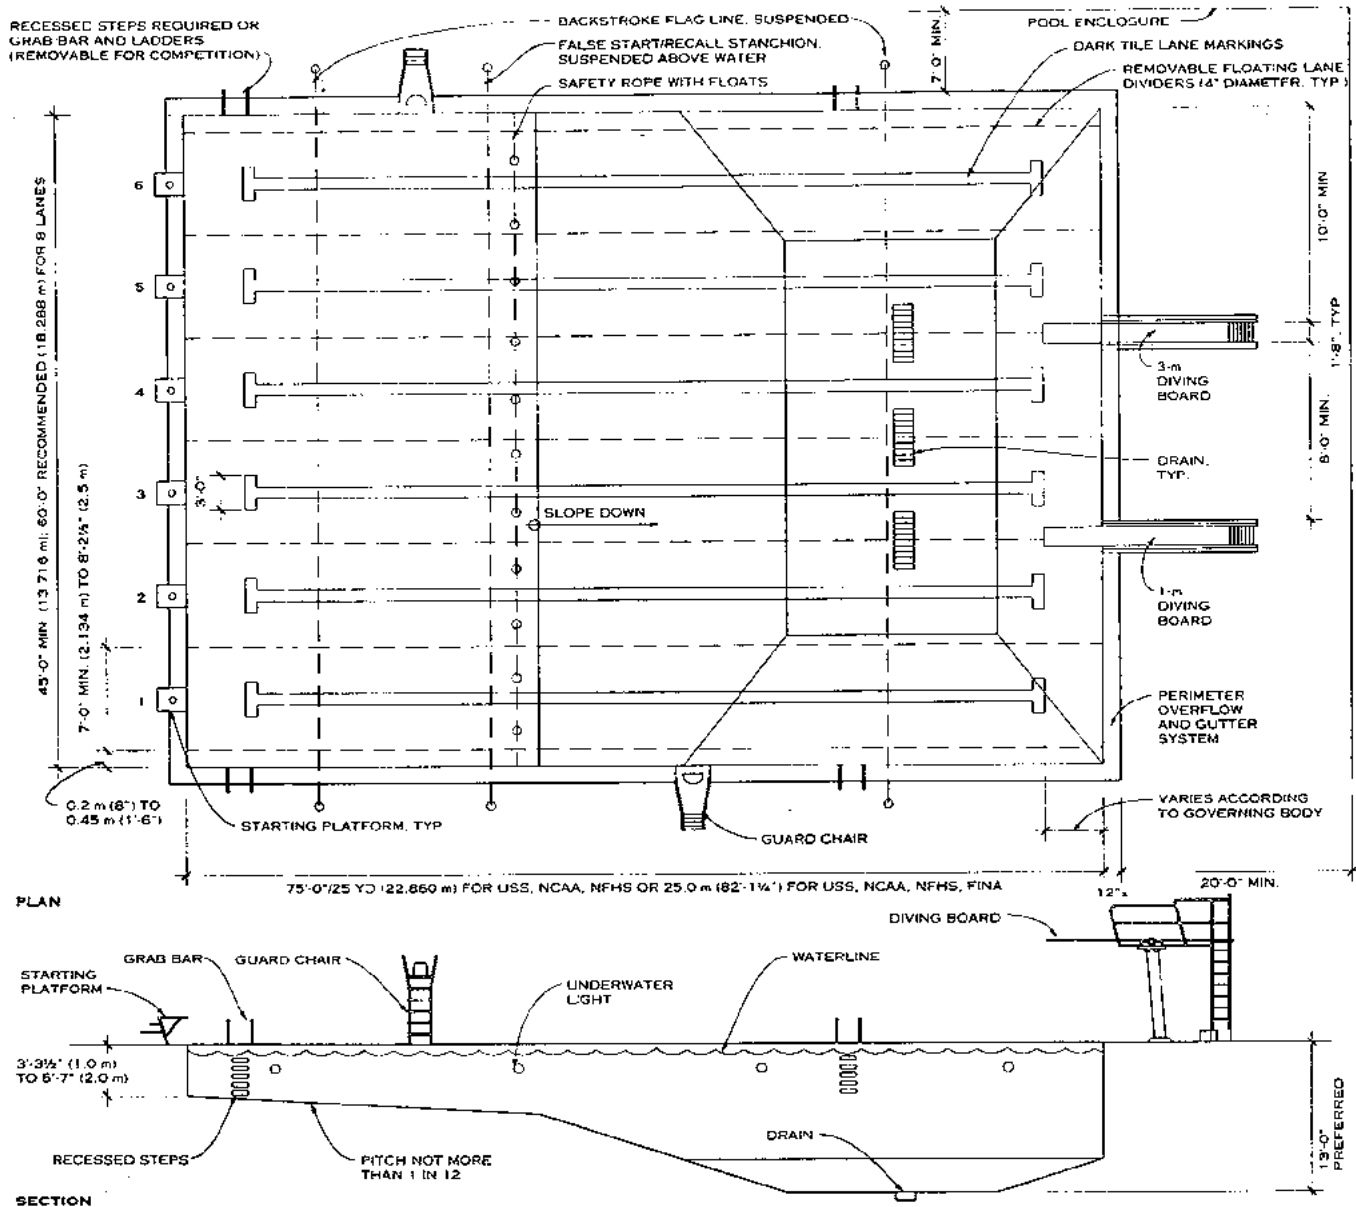 RECESSED STEPS REQUIRED OR
GRAB BAR AND LADDERS
(REMOVABLE FOR COMPETITION)
BACKSTROKE FLAG LINE, SUSPENDED
FALSE START/RECALL STANCHION,
SUSPENDED ABOVE WATER
SAFETY ROPE WITH FLOATS
7'-0" MIN.
POOL ENCLOSURE
DARK TILE LANE MARKINGS
REMOVABLE FLOATING LANE
DIVIDERS (4" DIAMETER, TYP.)
6
5
4
3
2
1
45'-0" MIN (13.716 m); 60'-0" RECOMMENDED (18.288 m) FOR 8 LANES
7'-0" MIN. (2.134 m) TO 8'-2½" (2.5 m)
3'-0"
SLOPE DOWN
10'-0" MIN
1'-8" TYP
8'-0" MIN.
3-m
DIVING
BOARD
DRAIN,
TYP.
1-m
DIVING
BOARD
PERIMETER
OVERFLOW
AND GUTTER
SYSTEM
0.2 m (8") TO
0.45 m (1'-6")
STARTING PLATFORM, TYP
GUARD CHAIR
VARIES ACCORDING
TO GOVERNING BODY
75'-0"/25 YD (22.860 m) FOR USS, NCAA, NFHS OR 25.0 m (82'-1¼") FOR USS, NCAA, NFHS, FINA
12"
20'-0" MIN.
PLAN
DIVING BOARD
STARTING
PLATFORM
GRAB BAR
GUARD CHAIR
UNDERWATER
LIGHT
WATERLINE
3'-3½" (1.0 m)
TO 6'-7" (2.0 m)
RECESSED STEPS
PITCH NOT MORE
THAN 1 IN 12
DRAIN
13'-0"
PREFERRED
SECTION